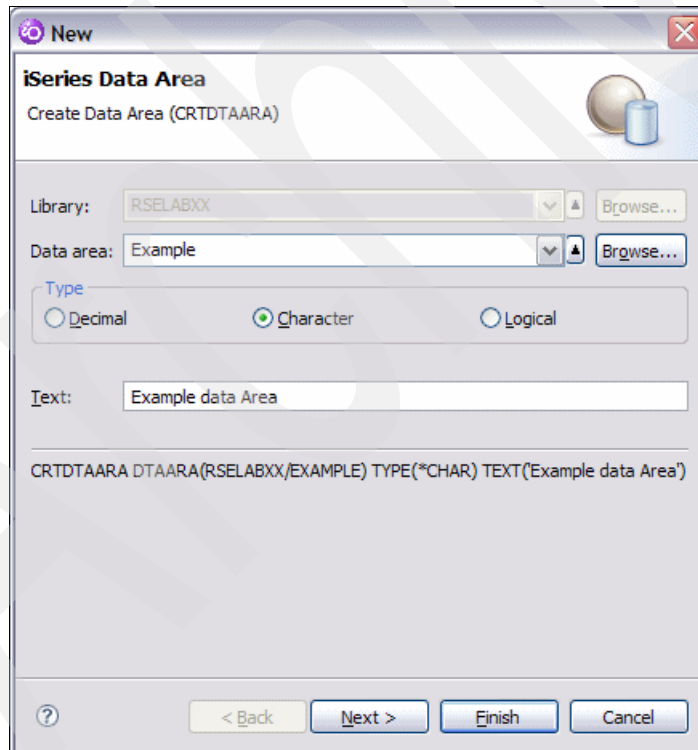 New
iSeries Data Area
Create Data Area (CRTDTAARA)
Library: RSELABXX Browse...
Data area: Example Browse...
Type
Decimal Character Logical
Text: Example data Area
CRTDTAARA DTAARA(RSELABXX/EXAMPLE) TYPE(*CHAR) TEXT('Example data Area')
? < Back Next > Finish Cancel